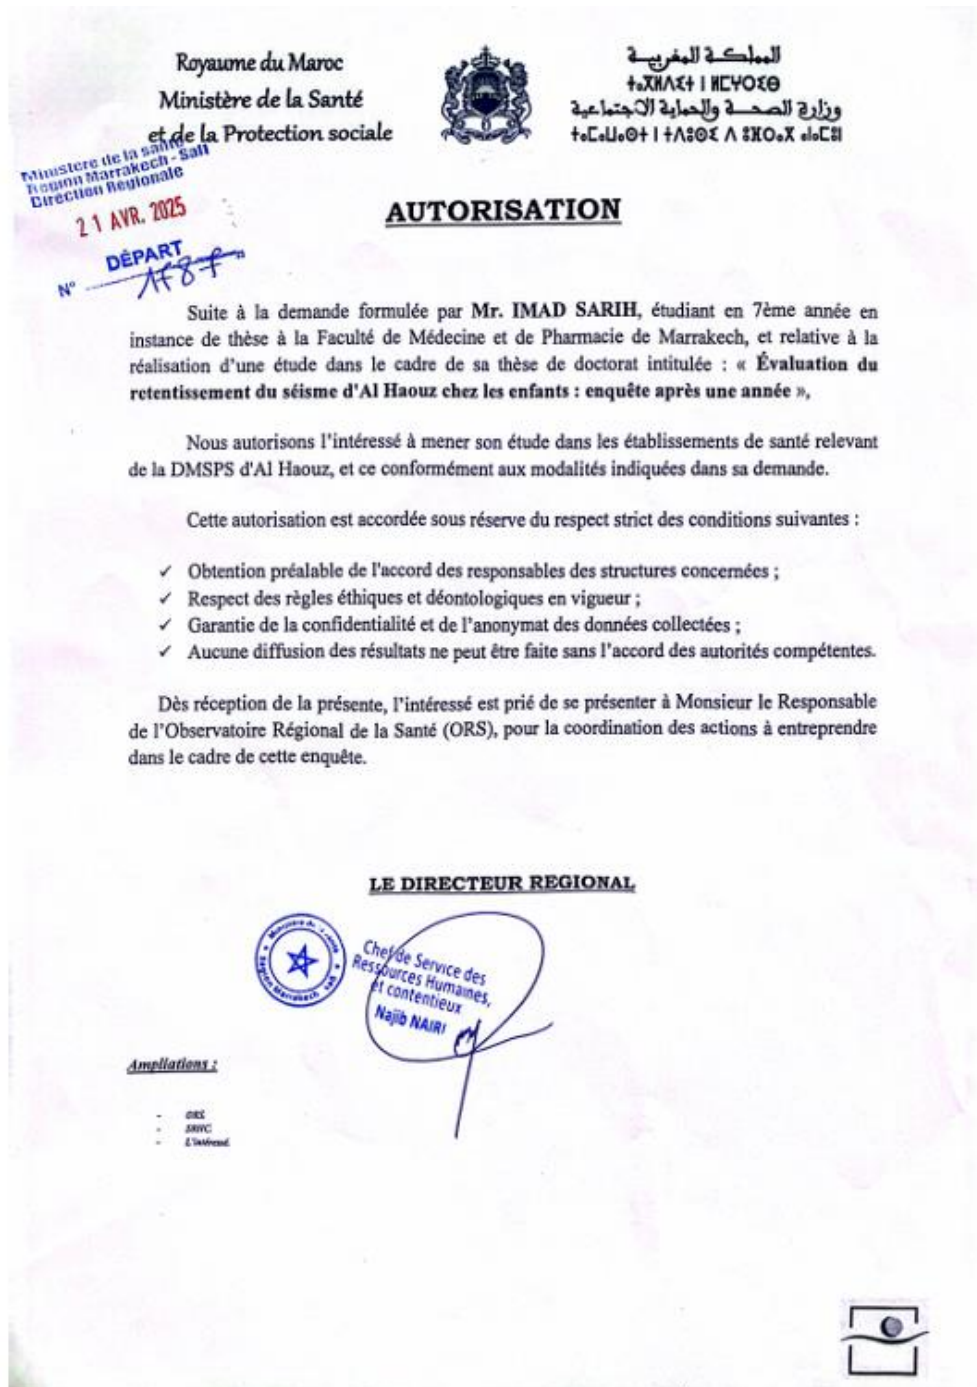 Royaume du Maroc
Ministère de la Santé
et de la Protection sociale
المملكة المغربية
ⵜⴰⴳⵍⴷⵉⵜ ⵏ ⵍⵎⵖⵔⵉⴱ
وزارة الصحة والحماية الاجتماعية
ⵜⴰⵎⴰⵡⴰⵙⵜ ⵏ ⵜⴷⵓⵙⵉ ⴷ ⵓⴼⵔⴰⴳ ⴰⵏⴰⵎⵓⵏ
Ministère de la santé
Région Marrakech - Safi
Direction Régionale
21 AVR. 2025
DÉPART
N°
AUTORISATION
Suite à la demande formulée par Mr. IMAD SARIH, étudiant en 7ème année en
instance de thèse à la Faculté de Médecine et de Pharmacie de Marrakech, et relative à la
réalisation d’une étude dans le cadre de sa thèse de doctorat intitulée : « Évaluation du
retentissement du séisme d'Al Haouz chez les enfants : enquête après une année »,
Nous autorisons l’intéressé à mener son étude dans les établissements de santé relevant
de la DMSPS d'Al Haouz, et ce conformément aux modalités indiquées dans sa demande.
Cette autorisation est accordée sous réserve du respect strict des conditions suivantes :
✓ Obtention préalable de l'accord des responsables des structures concernées ;
✓ Respect des règles éthiques et déontologiques en vigueur ;
✓ Garantie de la confidentialité et de l’anonymat des données collectées ;
✓ Aucune diffusion des résultats ne peut être faite sans l’accord des autorités compétentes.
Dès réception de la présente, l’intéressé est prié de se présenter à Monsieur le Responsable
de l’Observatoire Régional de la Santé (ORS), pour la coordination des actions à entreprendre
dans le cadre de cette enquête.
LE DIRECTEUR REGIONAL
Chef de Service des
Ressources Humaines,
et contentieux
Najib NAIRI
Ampliations :
- ORS
- SRHC
- L'intéressé